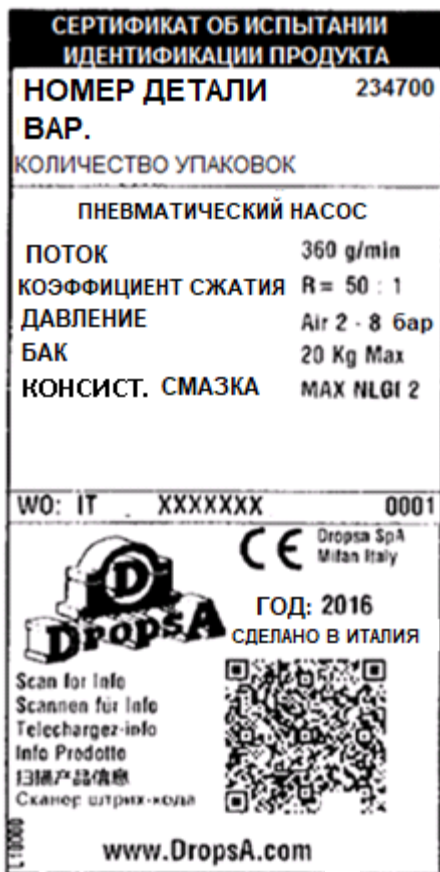 СЕРТИФИКАТ ОБ ИСПЫТАНИИ
ИДЕНТИФИКАЦИИ ПРОДУКТА
НОМЕР ДЕТАЛИ 234700
ВАР.
КОЛИЧЕСТВО УПАКОВОК
ПНЕВМАТИЧЕСКИЙ НАСОС
ПОТОК 360 g/min
КОЭФФИЦИЕНТ СЖАТИЯ R = 50 : 1
ДАВЛЕНИЕ Air 2 - 8 бар
БАК 20 Kg Max
КОНСИСТ. СМАЗКА MAX NLGI 2
WO: IT XXXXXXX 0001
CE Dropsa SpA
Milan Italy
D
DROPSA
ГОД: 2016
СДЕЛАНО В ИТАЛИЯ
Scan for Info
Scannen für Info
Telechargez-info
Info Prodotto
扫描产品信息
Сканер штрих-кода
www.DropsA.com